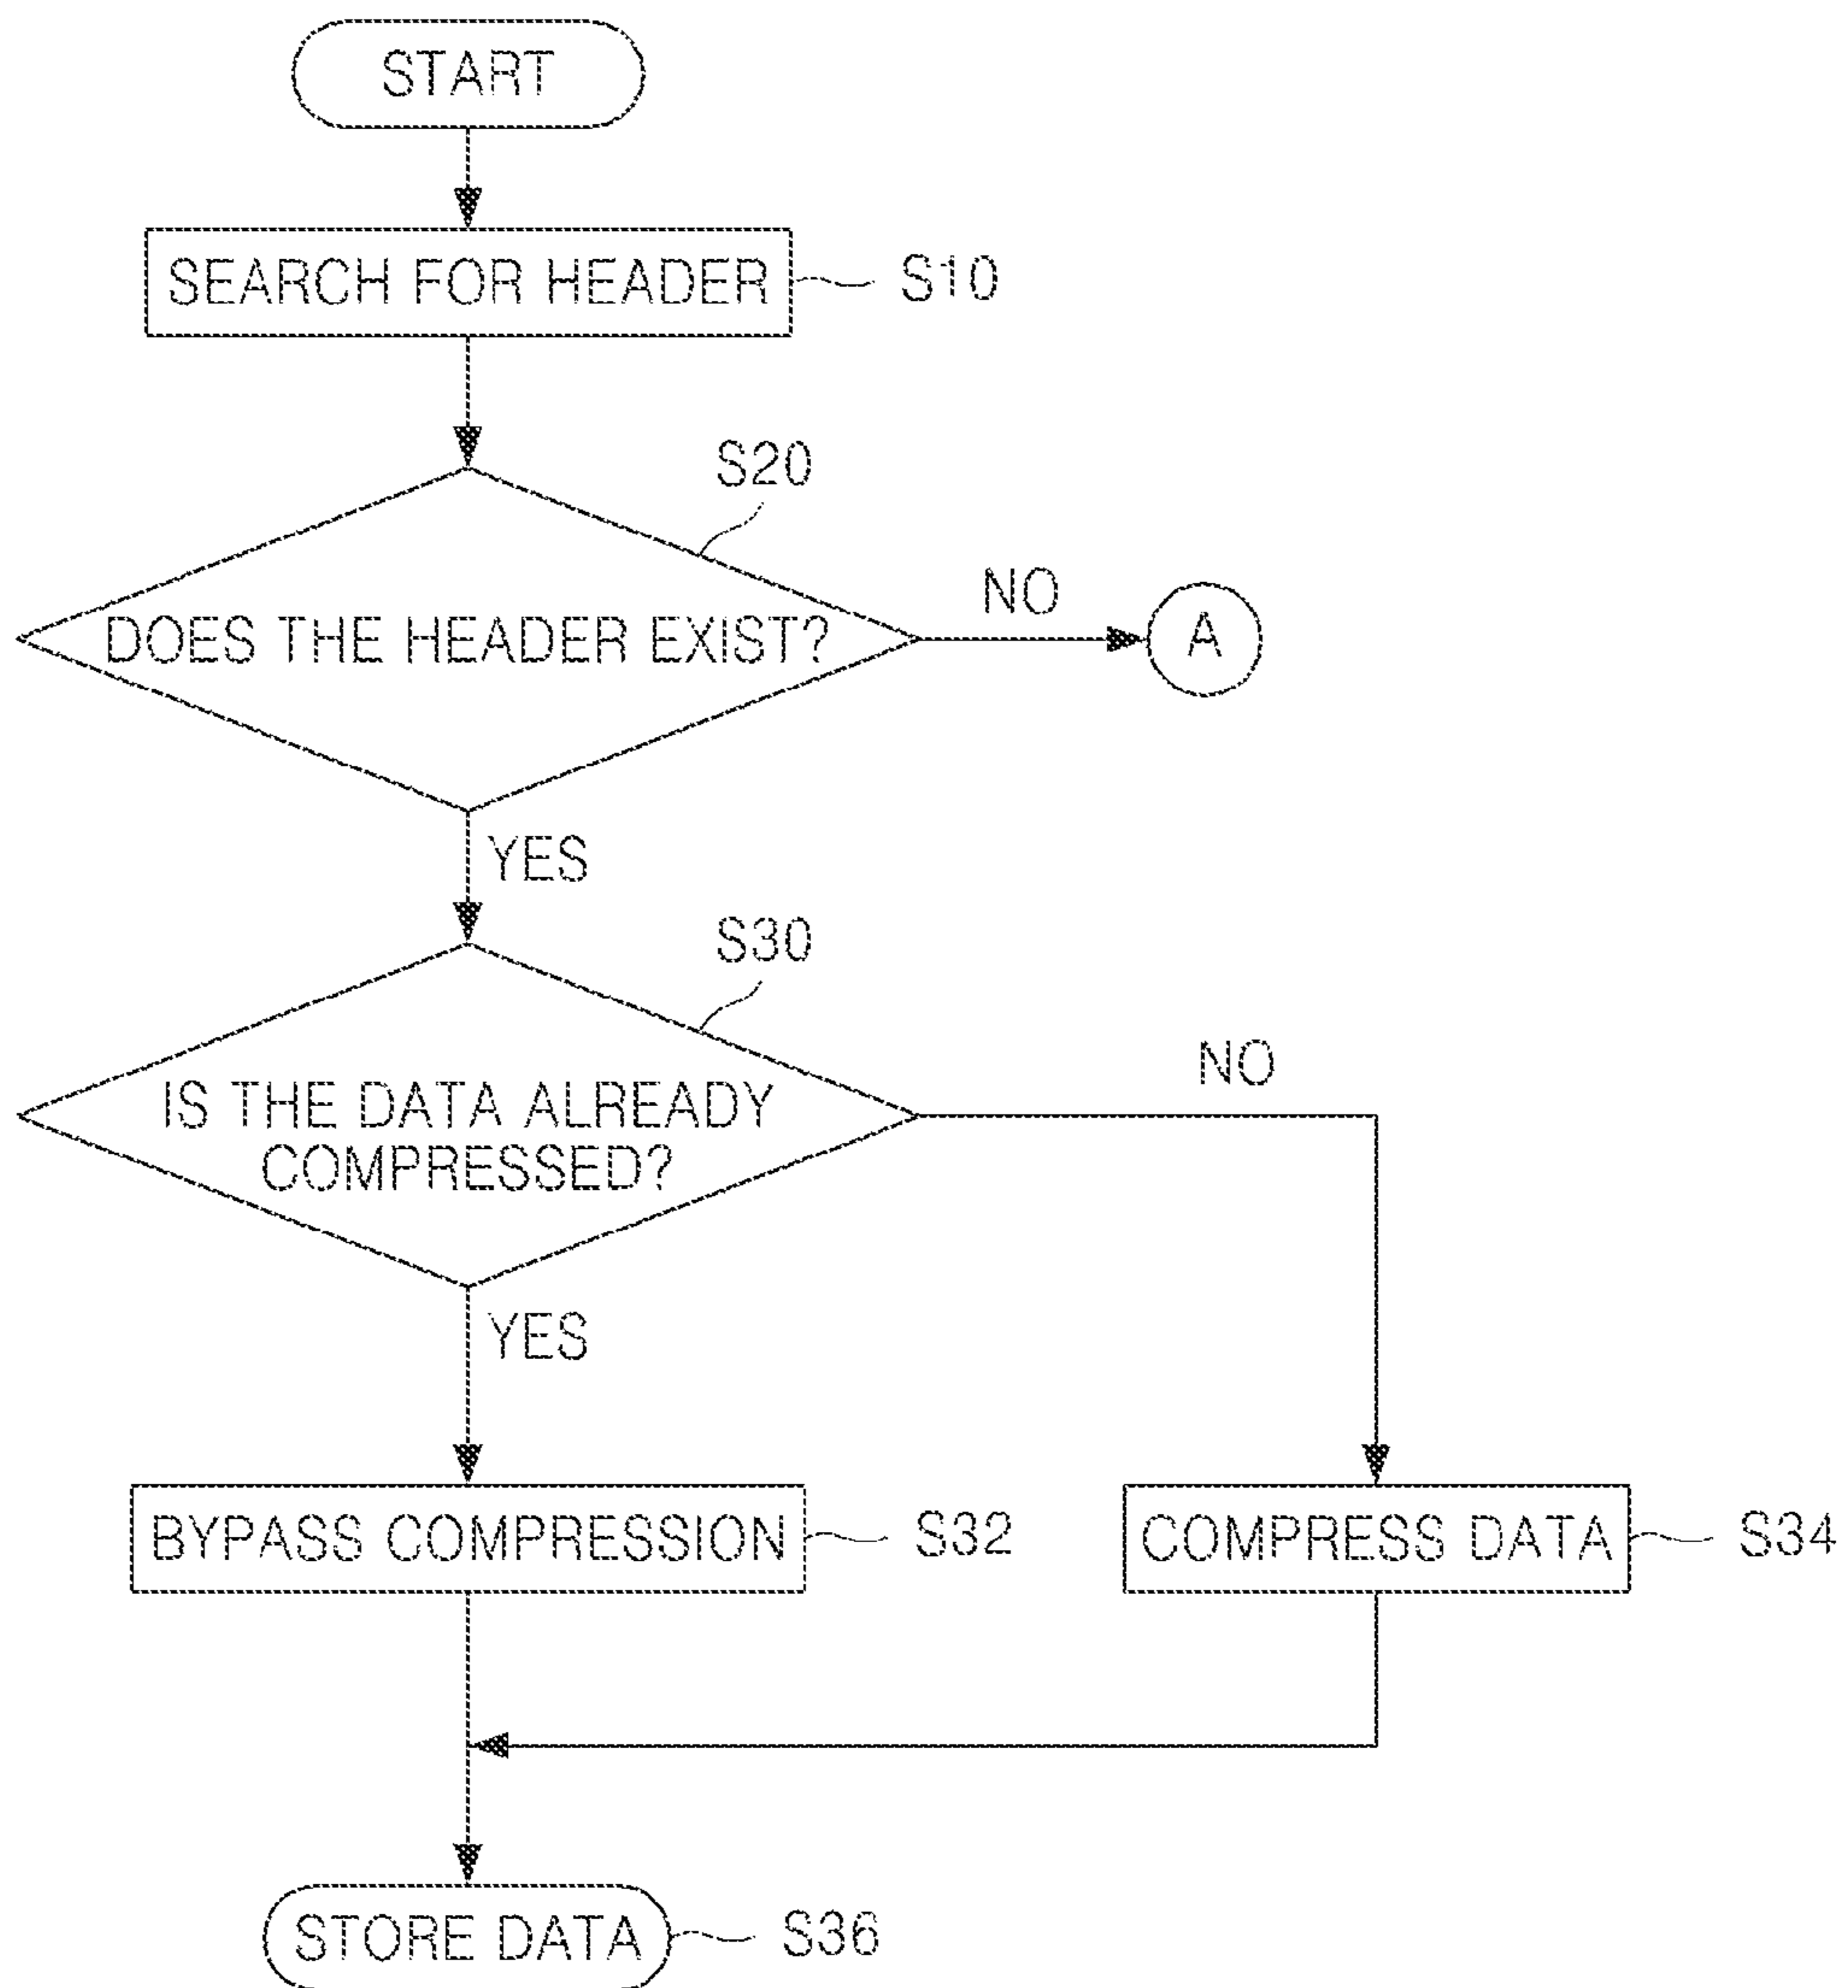 START
SEARCH FOR HEADER
S10
S20
DOES THE HEADER EXIST?
NO
A
YES
S30
IS THE DATA ALREADY
COMPRESSED?
NO
YES
BYPASS COMPRESSION
S32
COMPRESS DATA
S34
STORE DATA
S36